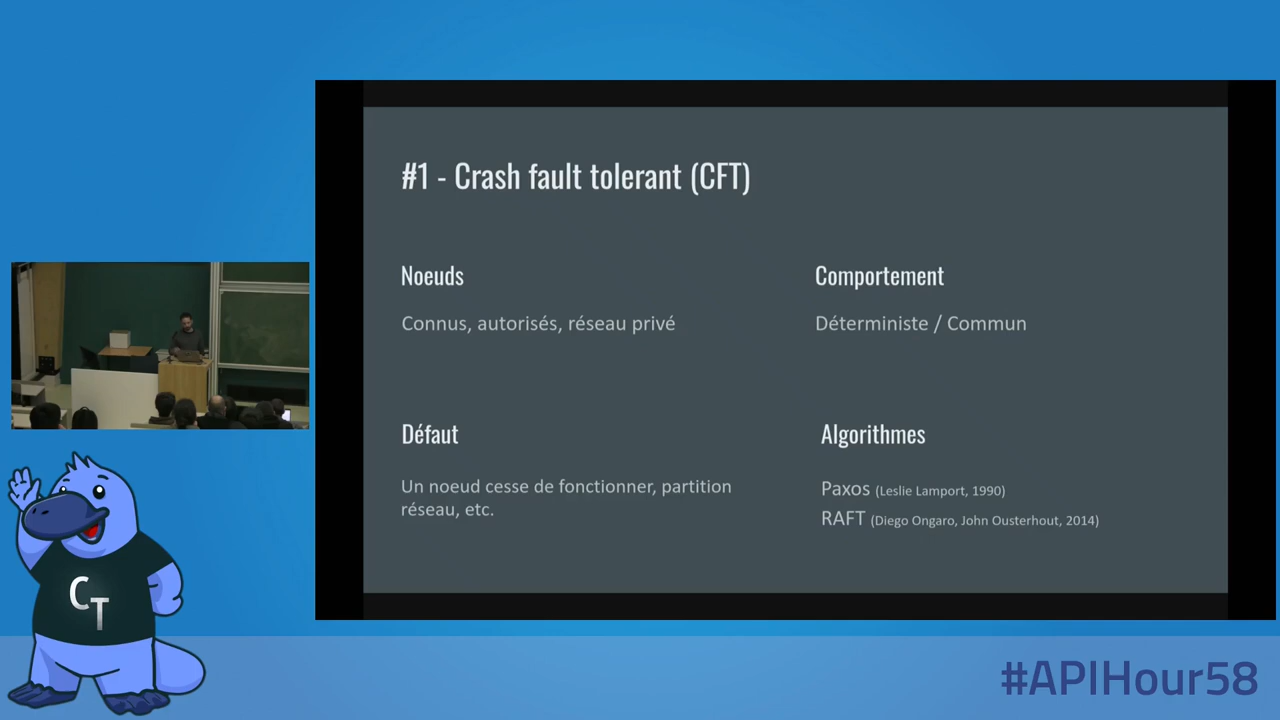 #1 - Crash fault tolerant (CFT)
Noeuds
Connus, autorisés, réseau privé
Comportement
Déterministe / Commun
Défaut
Un noeud cesse de fonctionner, partition
réseau, etc.
Algorithmes
Paxos (Leslie Lamport, 1990)
RAFT (Diego Ongaro, John Ousterhout, 2014)
CT
#APIHour58